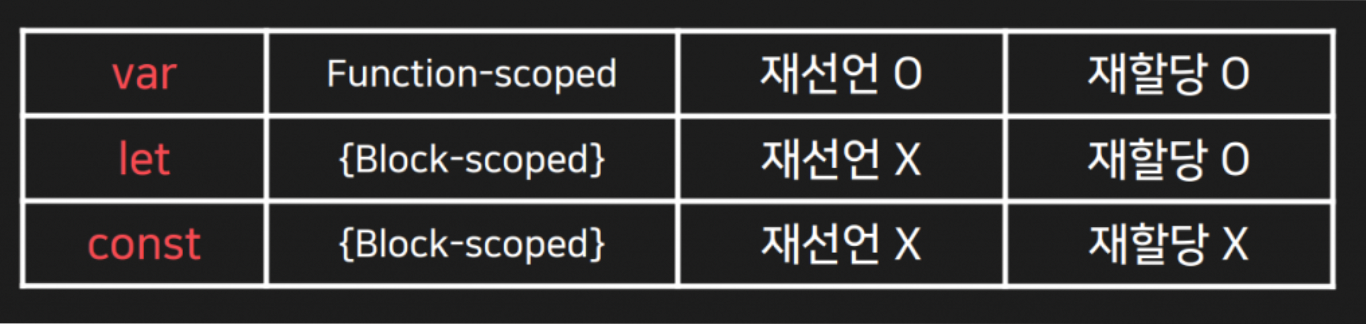 var Function-scoped 재선언 O 재할당 O
let {Block-scoped} 재선언 X 재할당 O
const {Block-scoped} 재선언 X 재할당 X